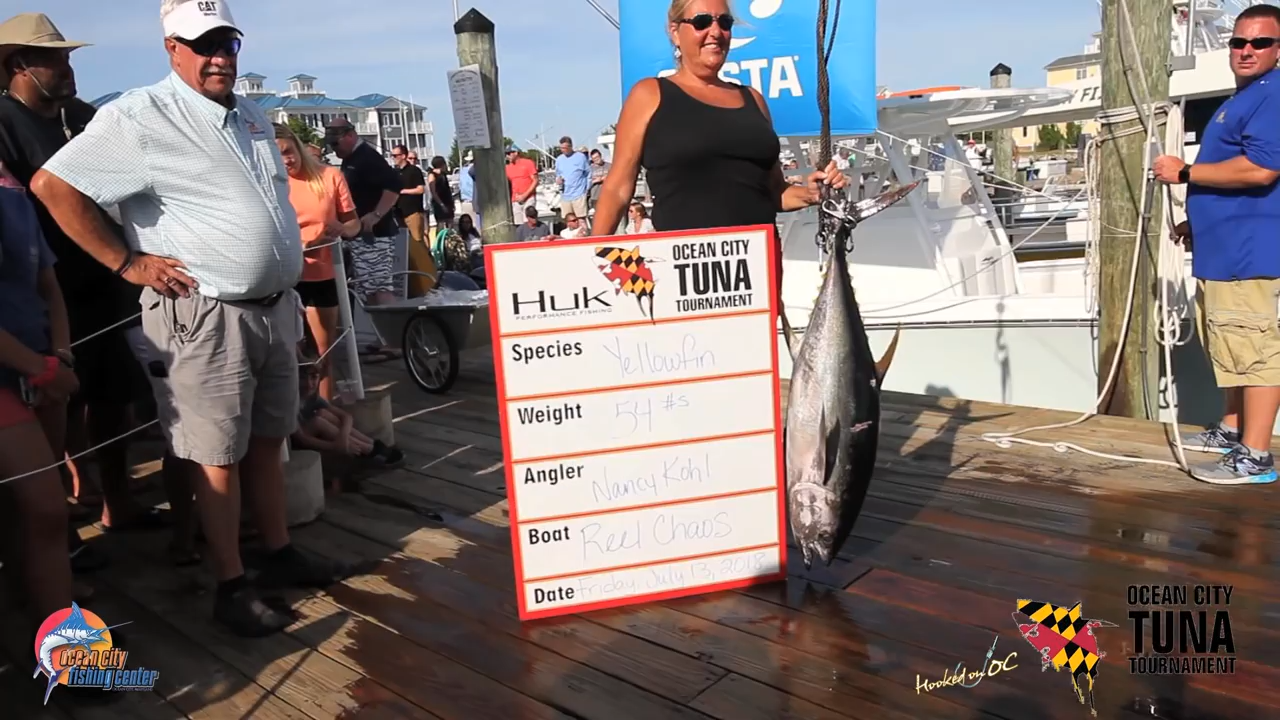 CAT
COSTA
Huk
PERFORMANCE FISHING
OCEAN CITY
TUNA
TOURNAMENT
Species Yellowfin
Weight 54 #s
Angler Nancy Kohl
Boat Reel Chaos
Date Friday, July 13, 2018
Ocean City
fishing center
Hooked on OC
OCEAN CITY
TUNA
TOURNAMENT